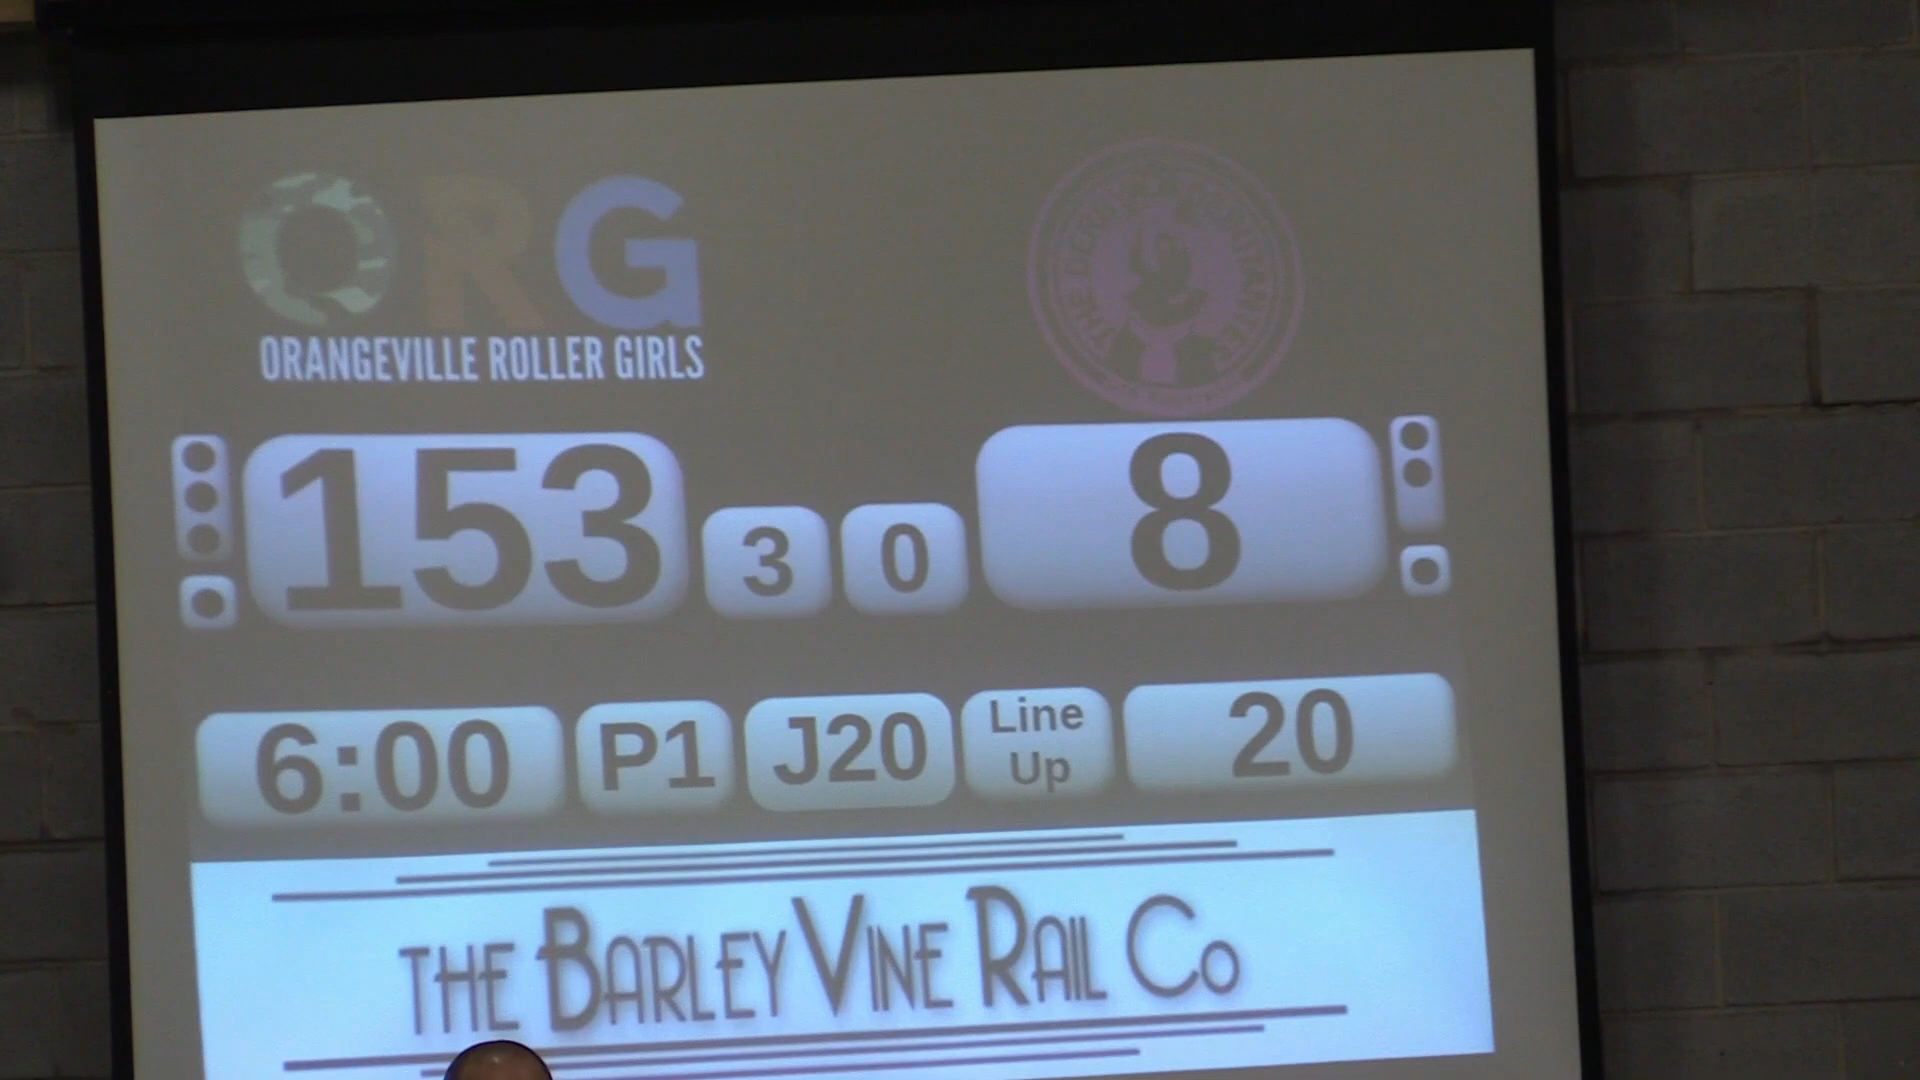 ORG
ORANGEVILLE ROLLER GIRLS
153 3 0 8
6:00 P1 J20 Line Up 20
THE BARLEY VINE RAIL CO